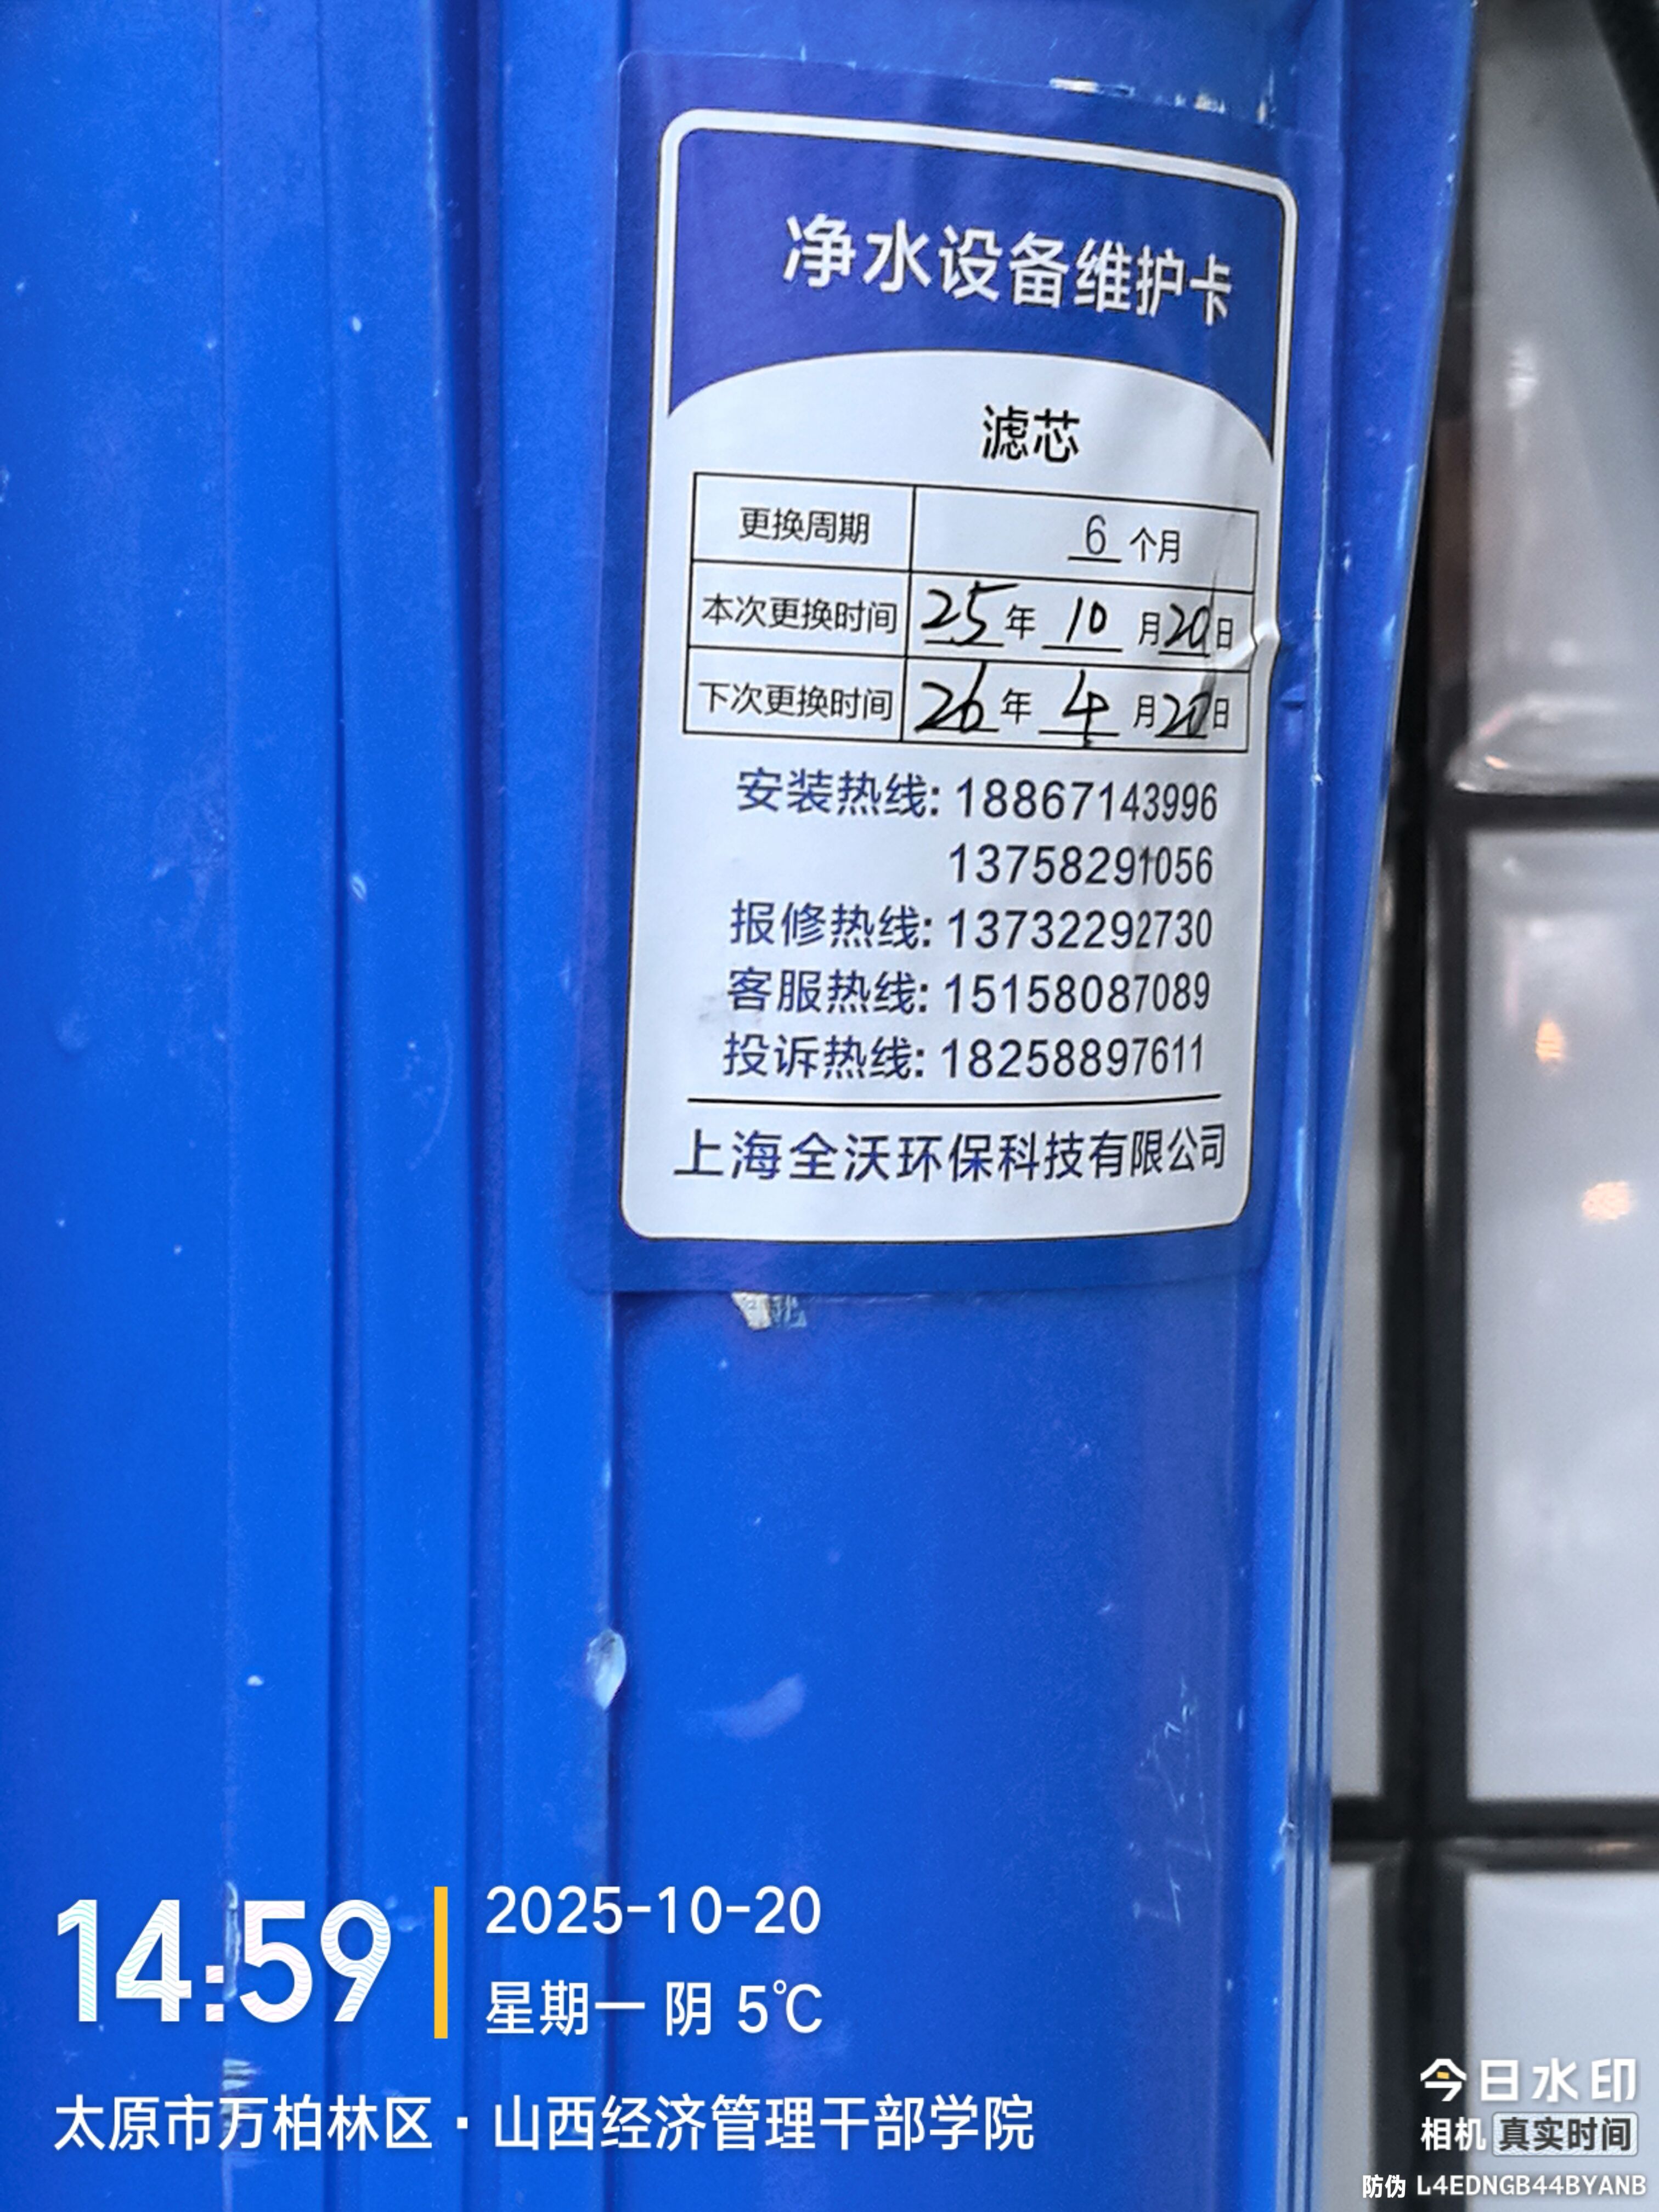 净水设备维护卡
滤芯
更换周期 6 个月
本次更换时间 25 年 10 月 20 日
下次更换时间 26 年 4 月 20 日
安装热线: 18867143996
13758291056
报修热线: 13732292730
客服热线: 15158087089
投诉热线: 18258897611
上海全沃环保科技有限公司
14:59
2025-10-20
星期一 阴 5℃
太原市万柏林区·山西经济管理干部学院
今日水印
相机 真实时间
防伪 L4EDNGB44BYANB